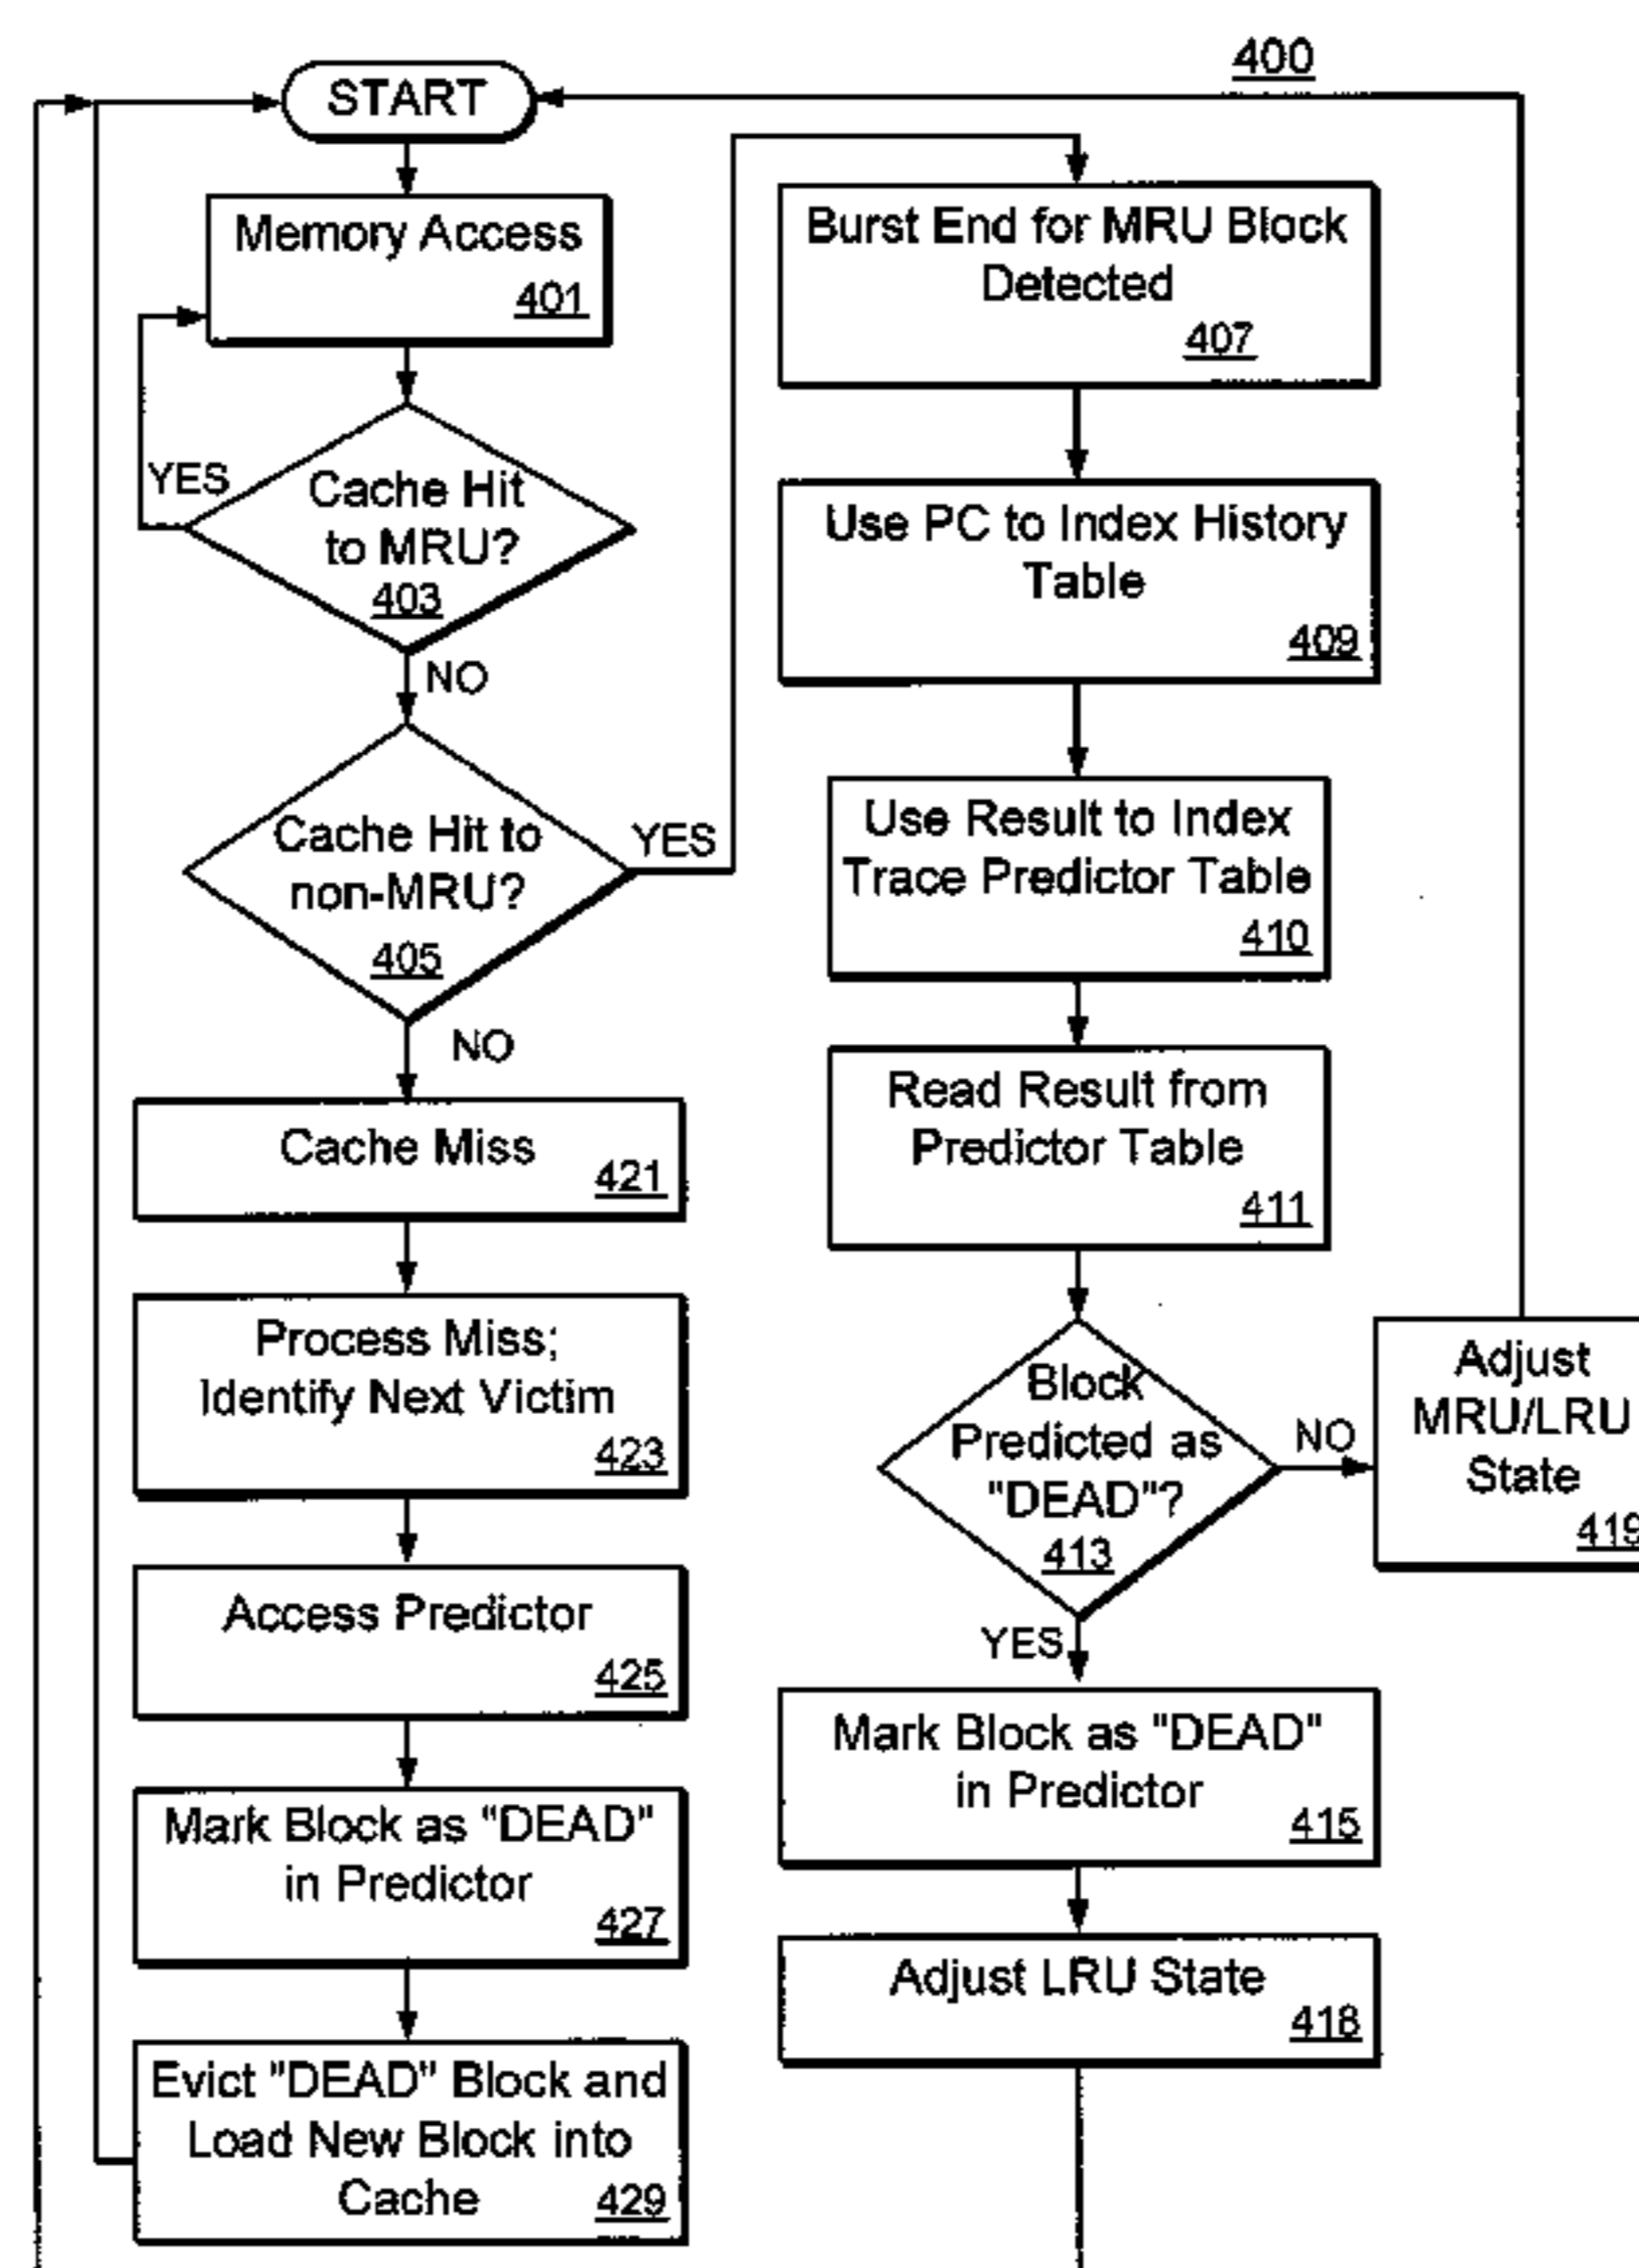 400
START
Memory Access
401
YES
Cache Hit
to MRU?
403
NO
Cache Hit to
non-MRU?
405
YES
NO
Cache Miss
421
Process Miss;
Identify Next Victim
423
Access Predictor
425
Mark Block as "DEAD"
in Predictor
427
Evict "DEAD" Block and
Load New Block into
Cache
429
Burst End for MRU Block
Detected
407
Use PC to Index History
Table
409
Use Result to Index
Trace Predictor Table
410
Read Result from
Predictor Table
411
Block
Predicted as
"DEAD"?
413
NO
Adjust
MRU/LRU
State
419
YES
Mark Block as "DEAD"
in Predictor
415
Adjust LRU State
418